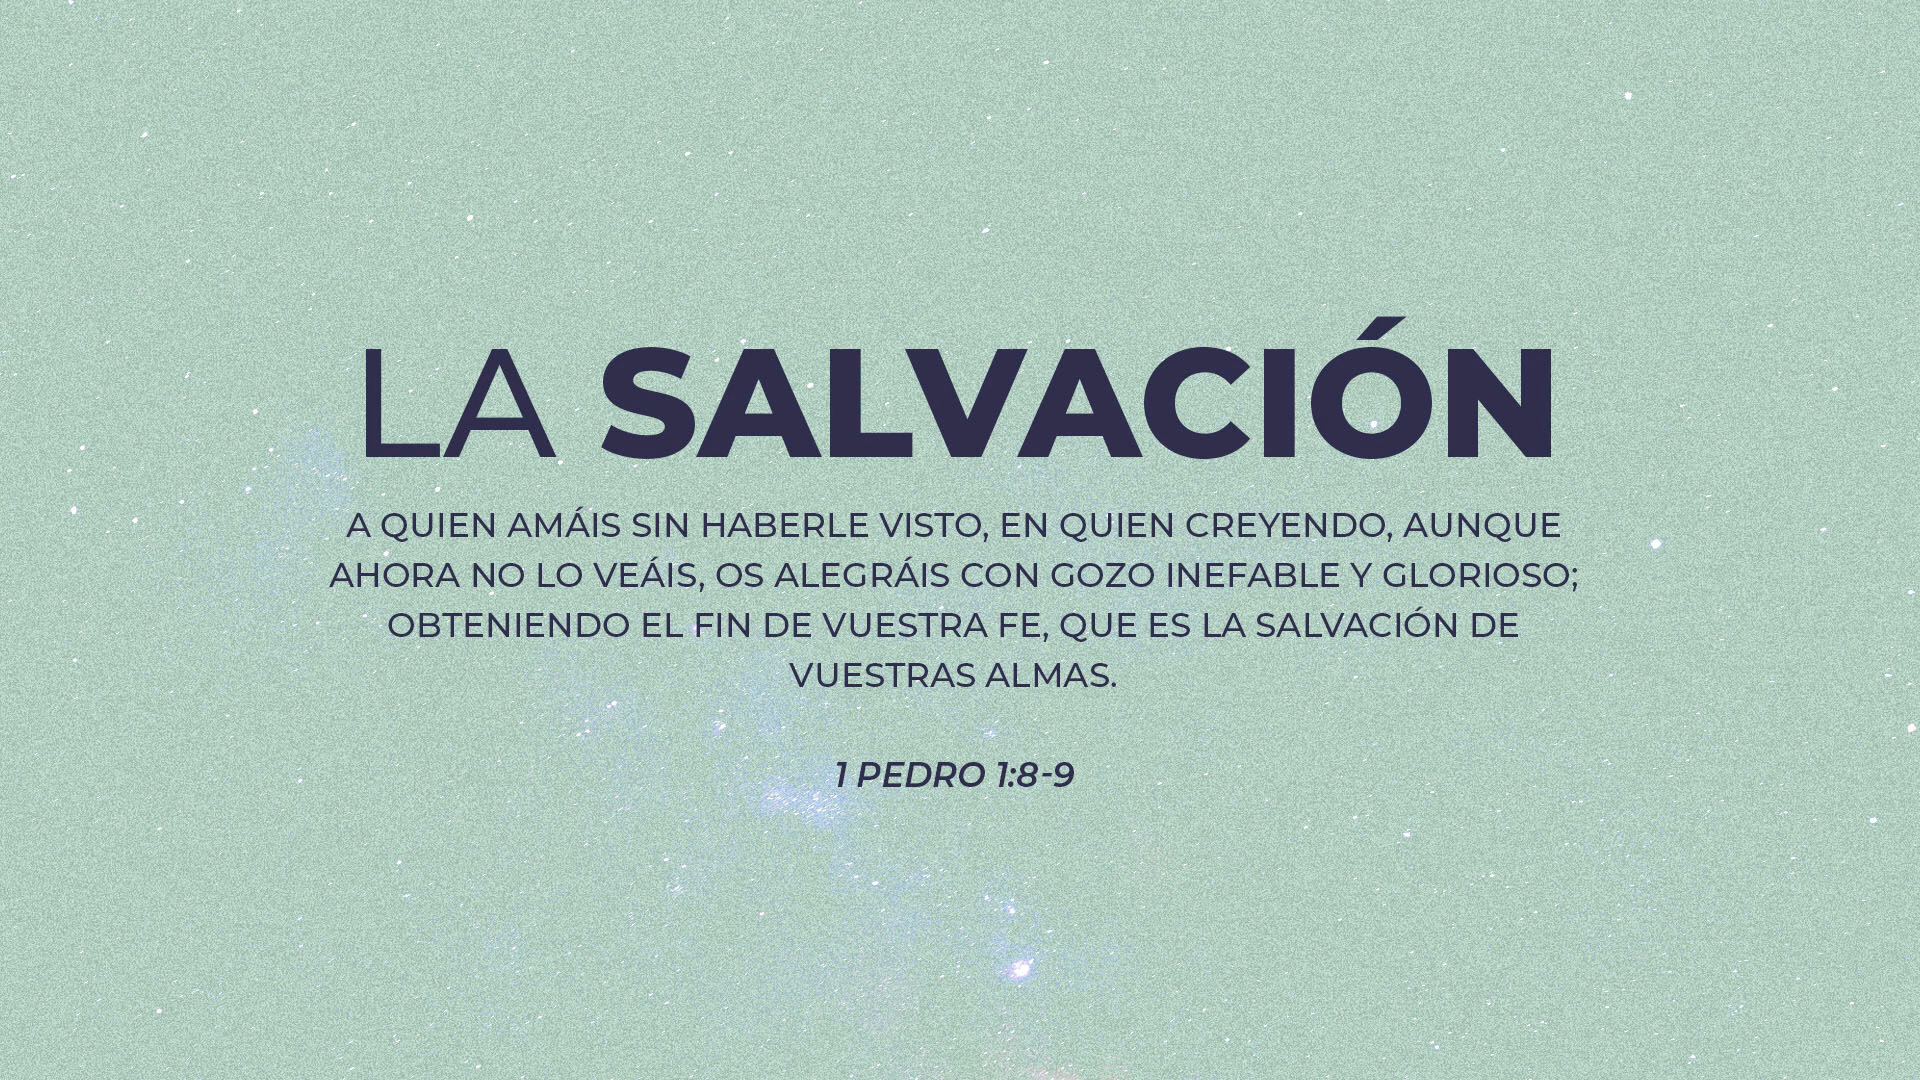 LA SALVACIÓN
A QUIEN AMÁIS SIN HABERLE VISTO, EN QUIEN CREYENDO, AUNQUE
AHORA NO LO VEÁIS, OS ALEGRÁIS CON GOZO INEFABLE Y GLORIOSO;
OBTENIENDO EL FIN DE VUESTRA FE, QUE ES LA SALVACIÓN DE
VUESTRAS ALMAS.
1 PEDRO 1:8-9